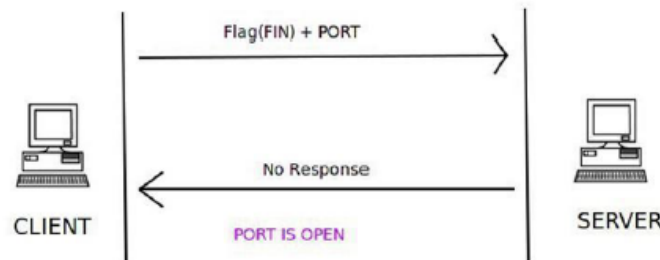 Flag(FIN) + PORT
No Response
CLIENT
SERVER
PORT IS OPEN